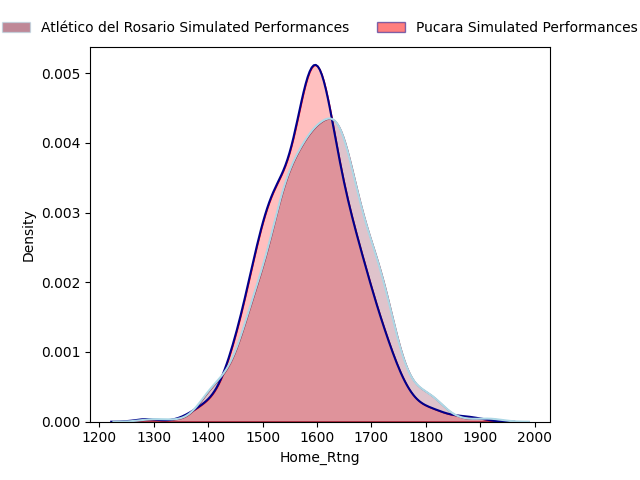 Atlético del Rosario Simulated Performances Pucara Simulated Performances
0.005
0.004
0.003
0.002
0.001
0.000
Density
1200 1300 1400 1500 1600 1700 1800 1900 2000
Home_Rtng